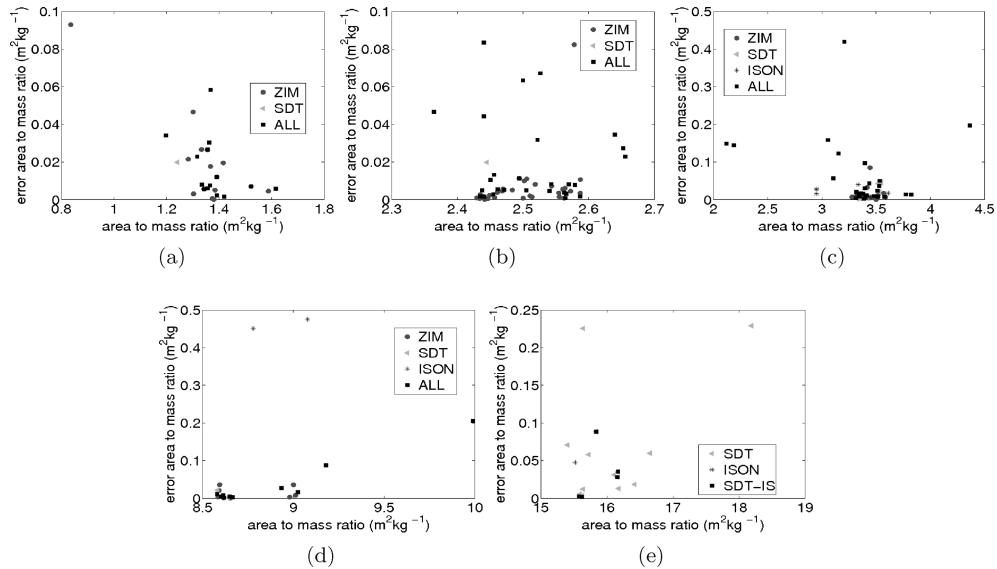 error area to mass ratio (m²kg⁻¹)
0.1
0.08
0.06
0.04
0.02
0
ZIM
SDT
ALL
0.8 1 1.2 1.4 1.6 1.8
area to mass ratio (m²kg⁻¹)
(a)
error area to mass ratio (m²kg⁻¹)
0.1
0.08
0.06
0.04
0.02
0
ZIM
SDT
ALL
2.3 2.4 2.5 2.6 2.7
area to mass ratio (m²kg⁻¹)
(b)
error area to mass ratio (m²kg⁻¹)
0.5
0.4
0.3
0.2
0.1
0
ZIM
SDT
ISON
ALL
2 2.5 3 3.5 4 4.5
area to mass ratio (m²kg⁻¹)
(c)
error area to mass ratio (m²kg⁻¹)
0.5
0.4
0.3
0.2
0.1
0
ZIM
SDT
ISON
ALL
8.5 9 9.5 10
area to mass ratio (m²kg⁻¹)
(d)
error area to mass ratio (m²kg⁻¹)
0.25
0.2
0.15
0.1
0.05
0
SDT
ISON
SDT-IS
15 16 17 18 19
area to mass ratio (m²kg⁻¹)
(e)